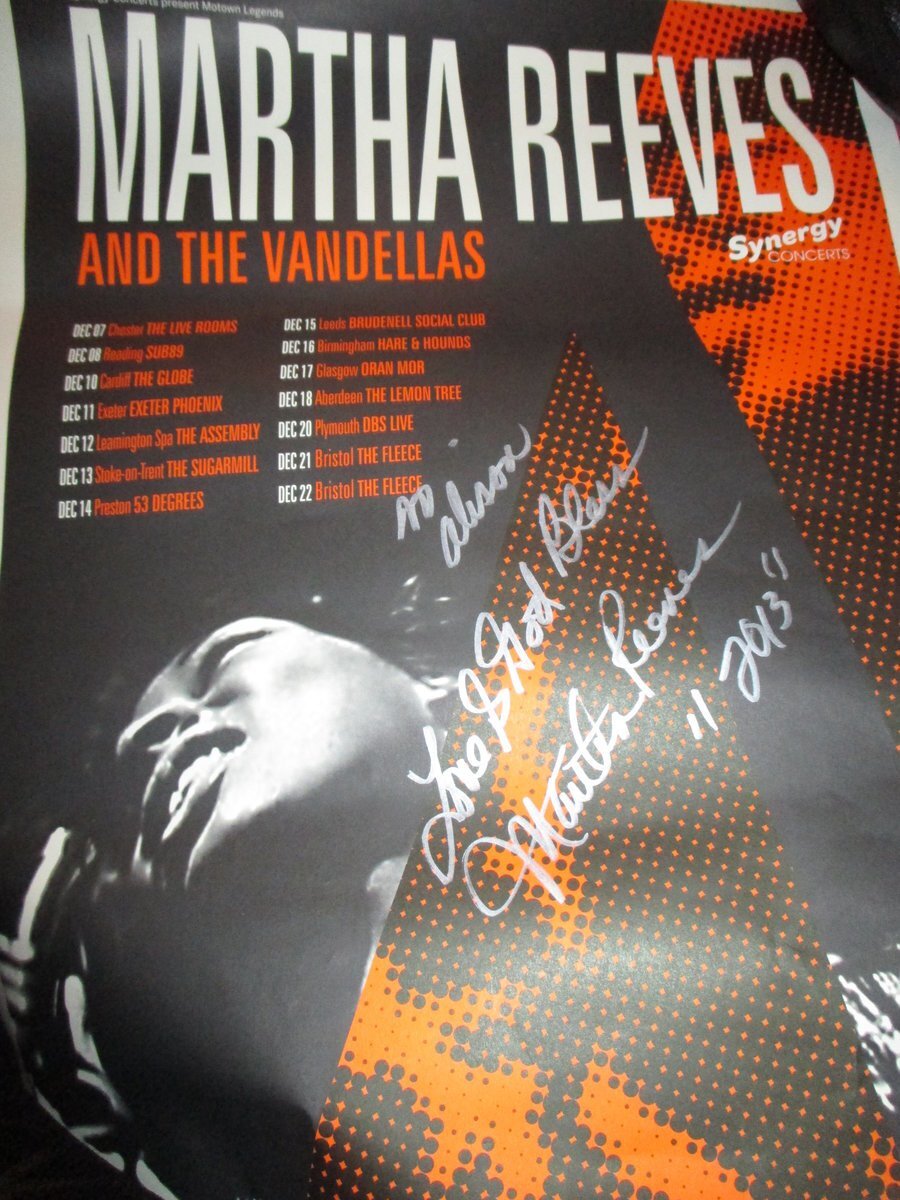 Concerts present Motown Legends
MARTHA REEVES
AND THE VANDELLAS
Synergy
CONCERTS
DEC 07 Chester THE LIVE ROOMS
DEC 08 Reading SUB89
DEC 10 Cardiff THE GLOBE
DEC 11 Exeter EXETER PHOENIX
DEC 12 Leamington Spa THE ASSEMBLY
DEC 13 Stoke-on-Trent THE SUGARMILL
DEC 14 Preston 53 DEGREES
DEC 15 Leeds BRUDENELL SOCIAL CLUB
DEC 16 Birmingham HARE & HOUNDS
DEC 17 Glasgow ORAN MOR
DEC 18 Aberdeen THE LEMON TREE
DEC 20 Plymouth DBS LIVE
DEC 21 Bristol THE FLEECE
DEC 22 Bristol THE FLEECE
to
alison
Love & God Bless
Martha Reeves
"2013"